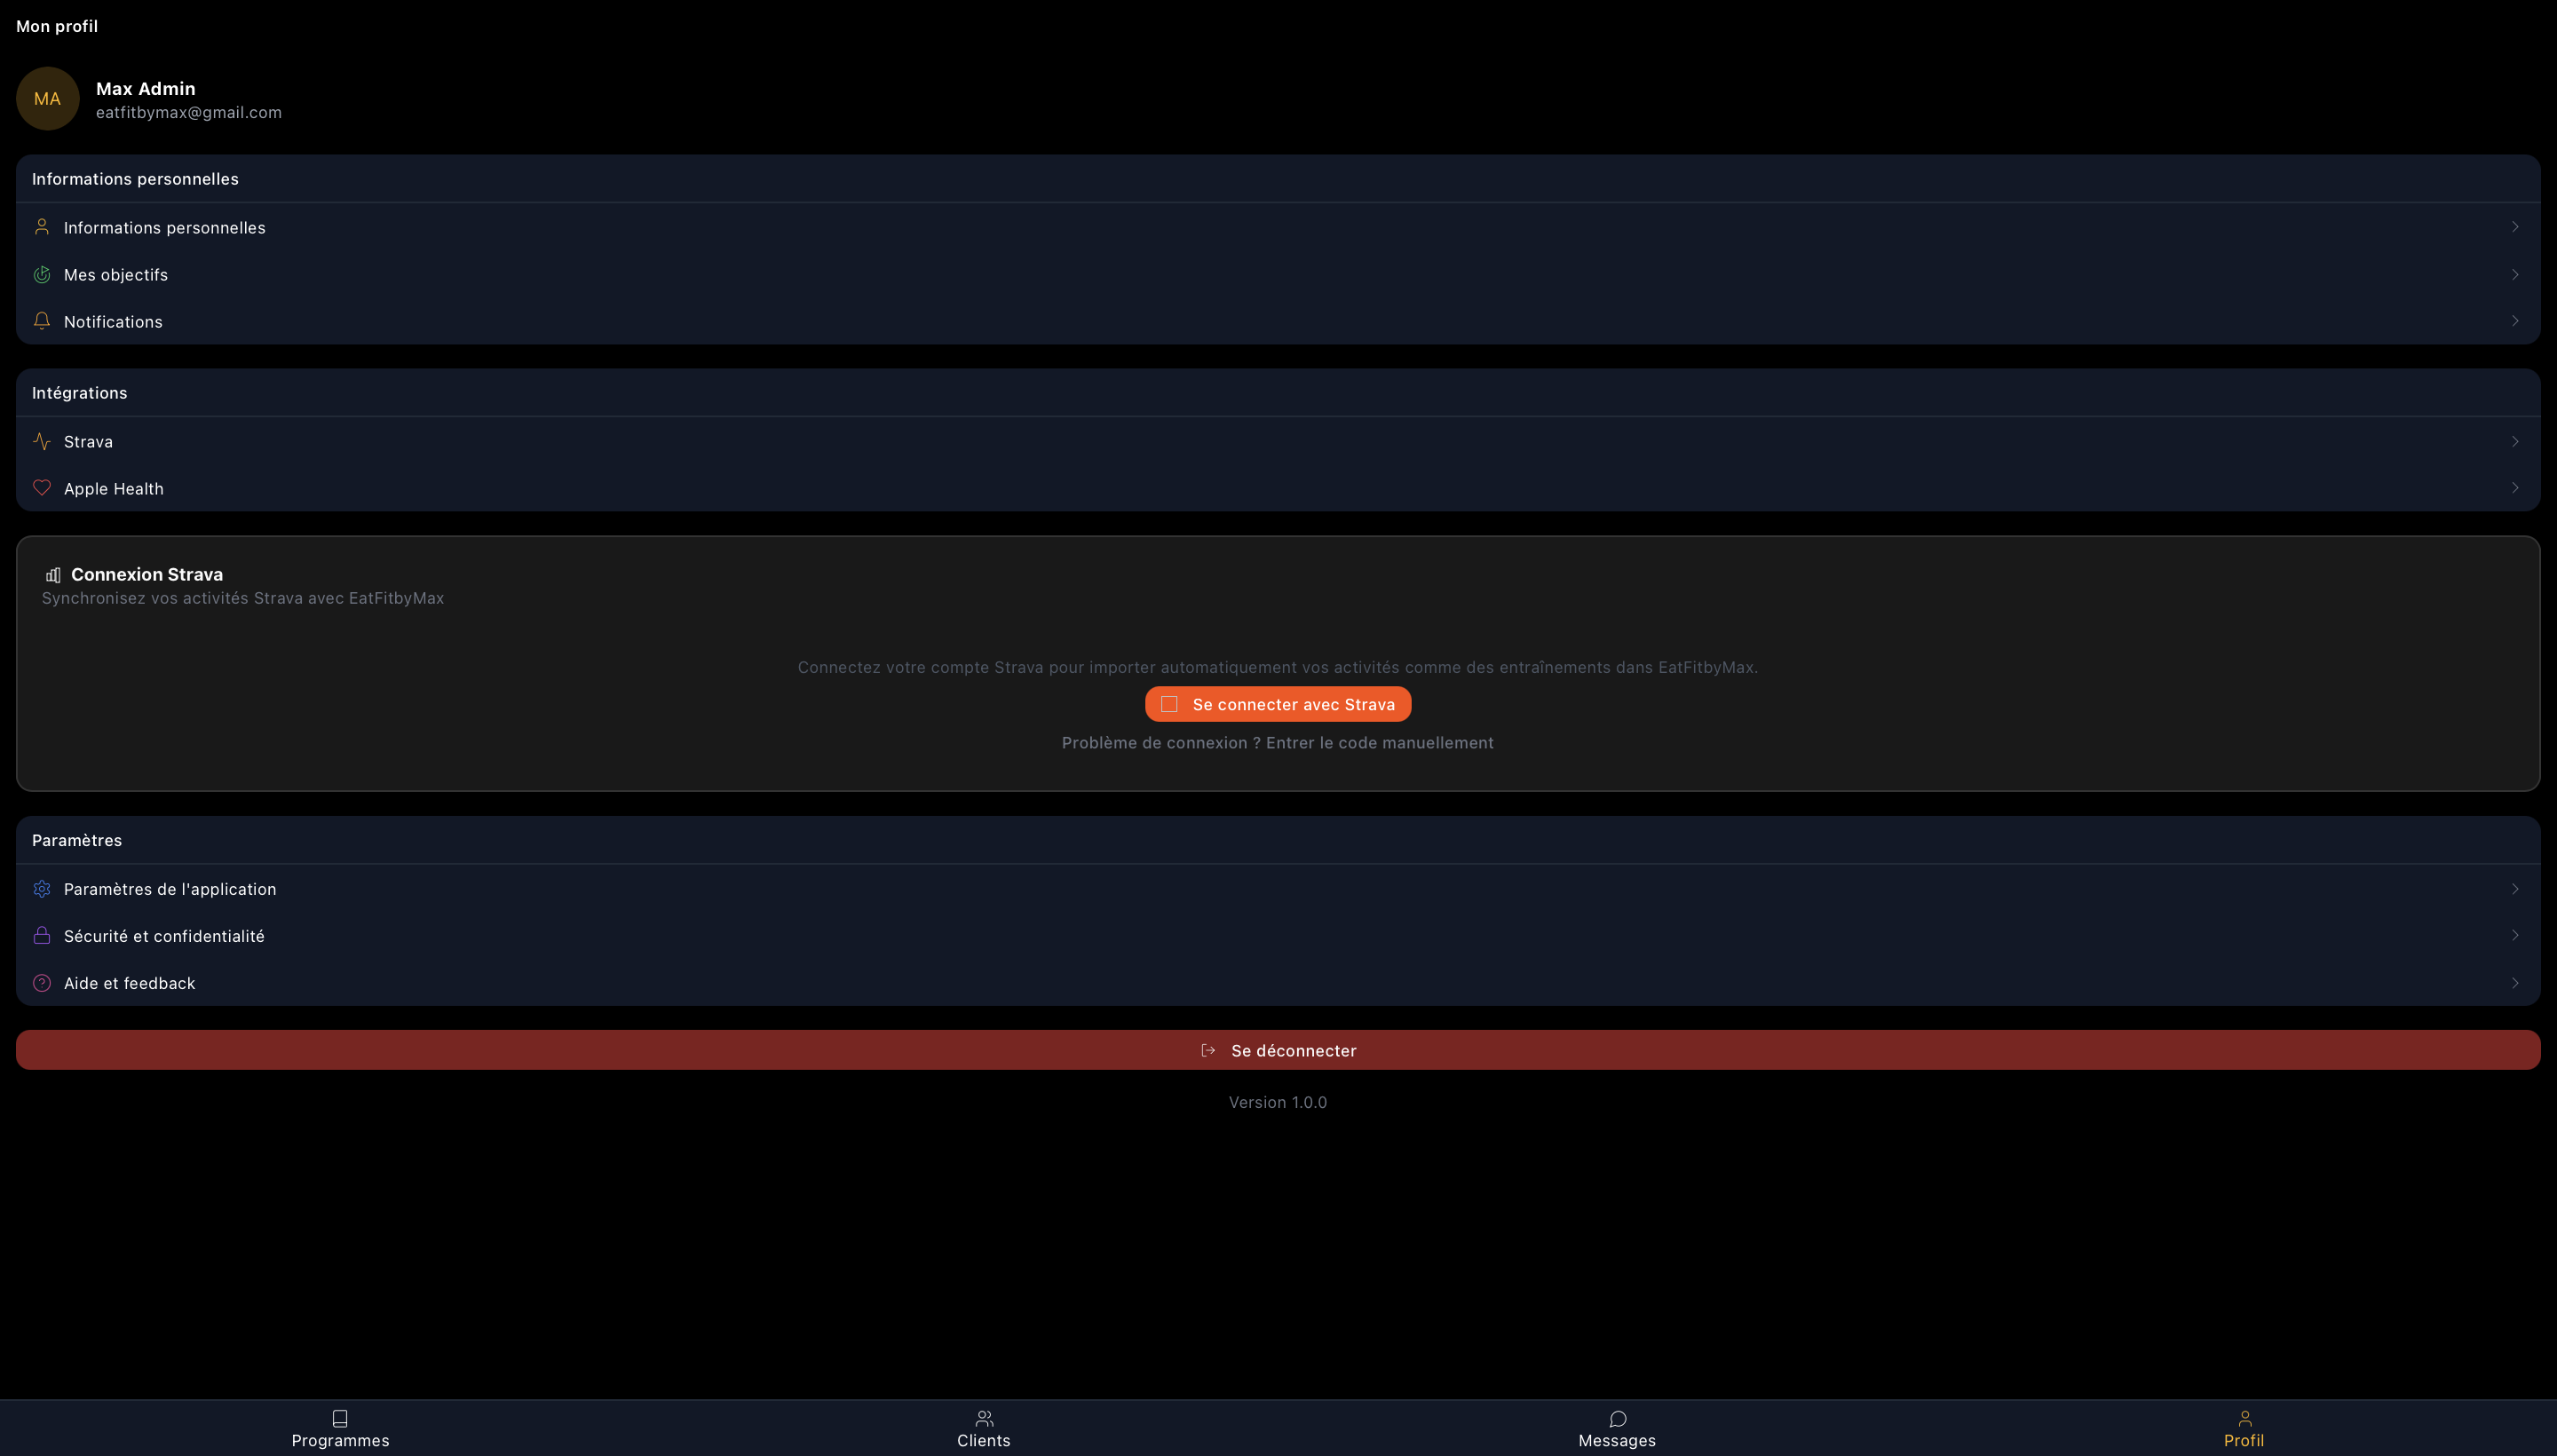 Mon profil
MA
Max Admin
eatfitbymax@gmail.com
Informations personnelles
Informations personnelles
Mes objectifs
Notifications
Intégrations
Strava
Apple Health
Connexion Strava
Synchronisez vos activités Strava avec EatFitbyMax
Connectez votre compte Strava pour importer automatiquement vos activités comme des entraînements dans EatFitbyMax.
Se connecter avec Strava
Problème de connexion ? Entrer le code manuellement
Paramètres
Paramètres de l'application
Sécurité et confidentialité
Aide et feedback
Se déconnecter
Version 1.0.0
Programmes
Clients
Messages
Profil